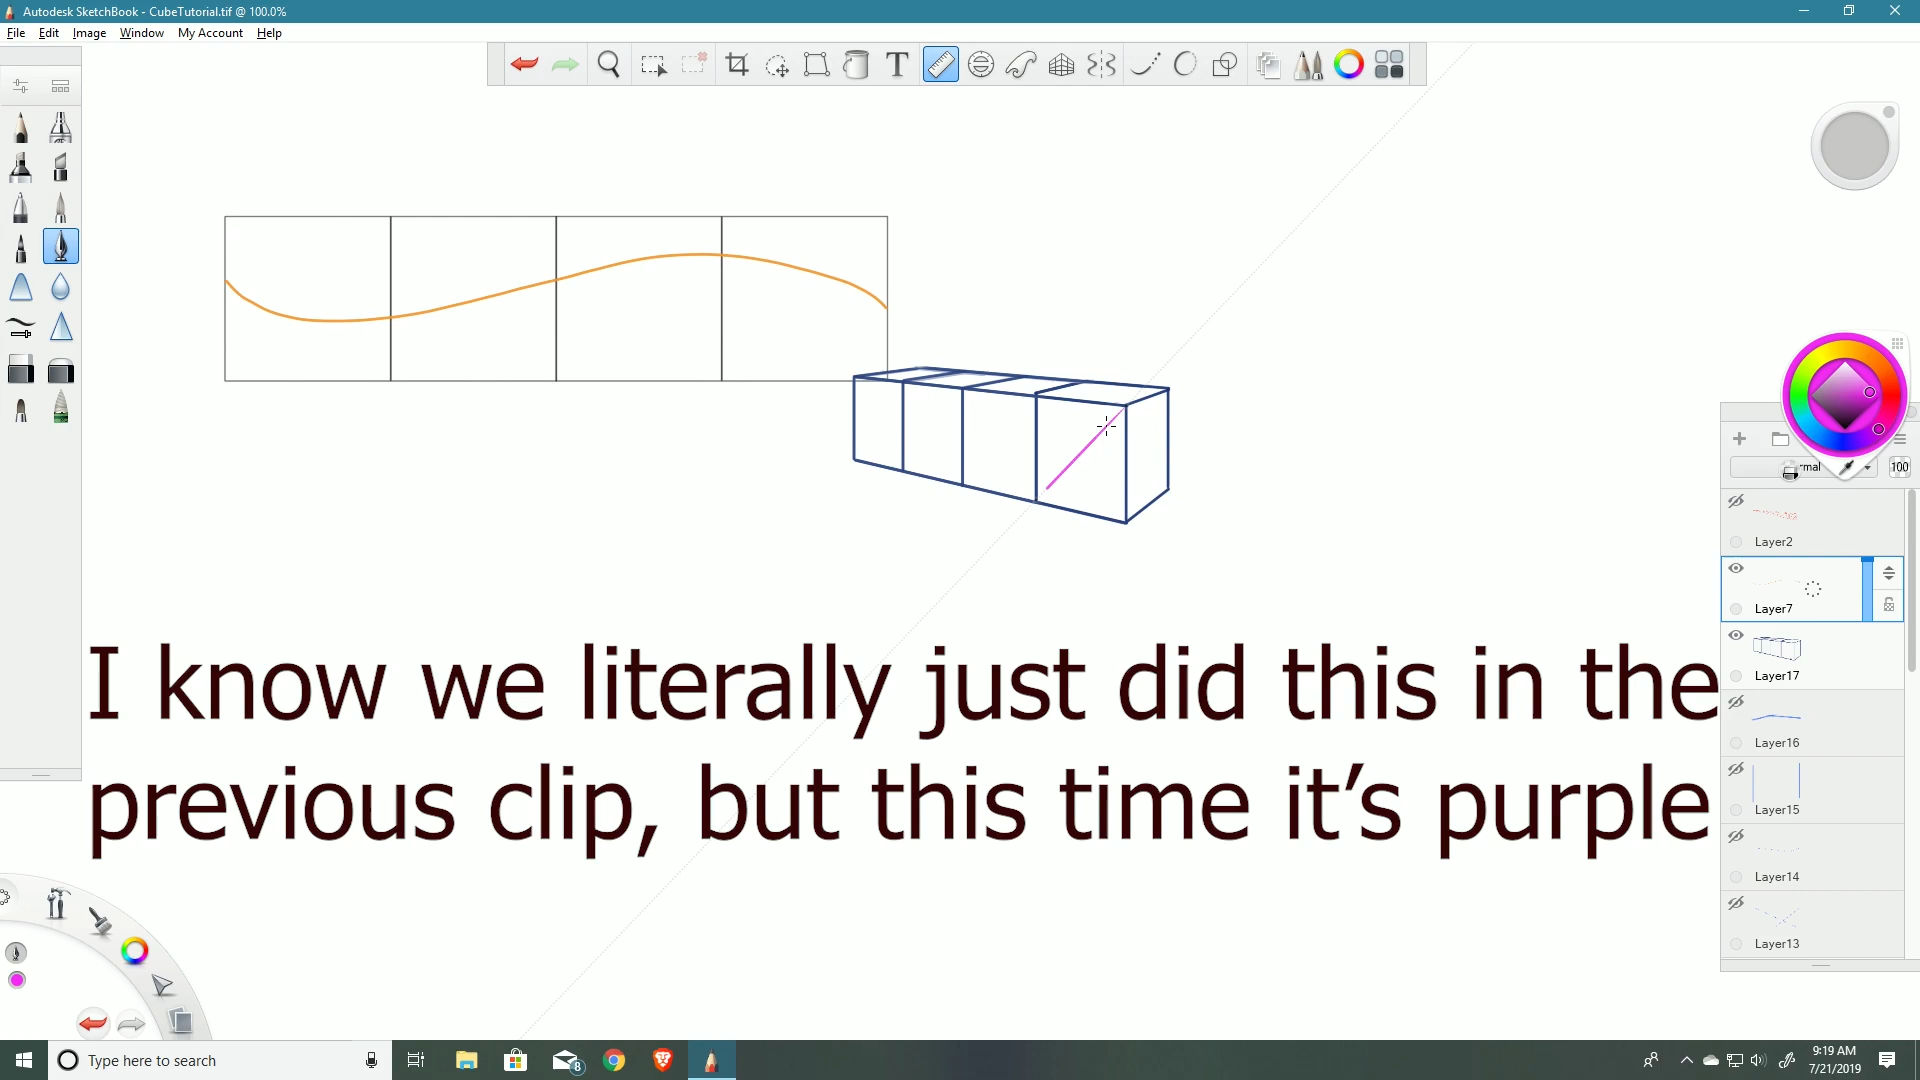 Autodesk SketchBook - CubeTutorial.tif @ 100.0%
File Edit Image Window My Account Help
T
rmal
100
Layer2
Layer7
Layer17
Layer16
Layer15
Layer14
Layer13
I know we literally just did this in the
previous clip, but this time it's purple
Type here to search
8
9:19 AM
7/21/2019